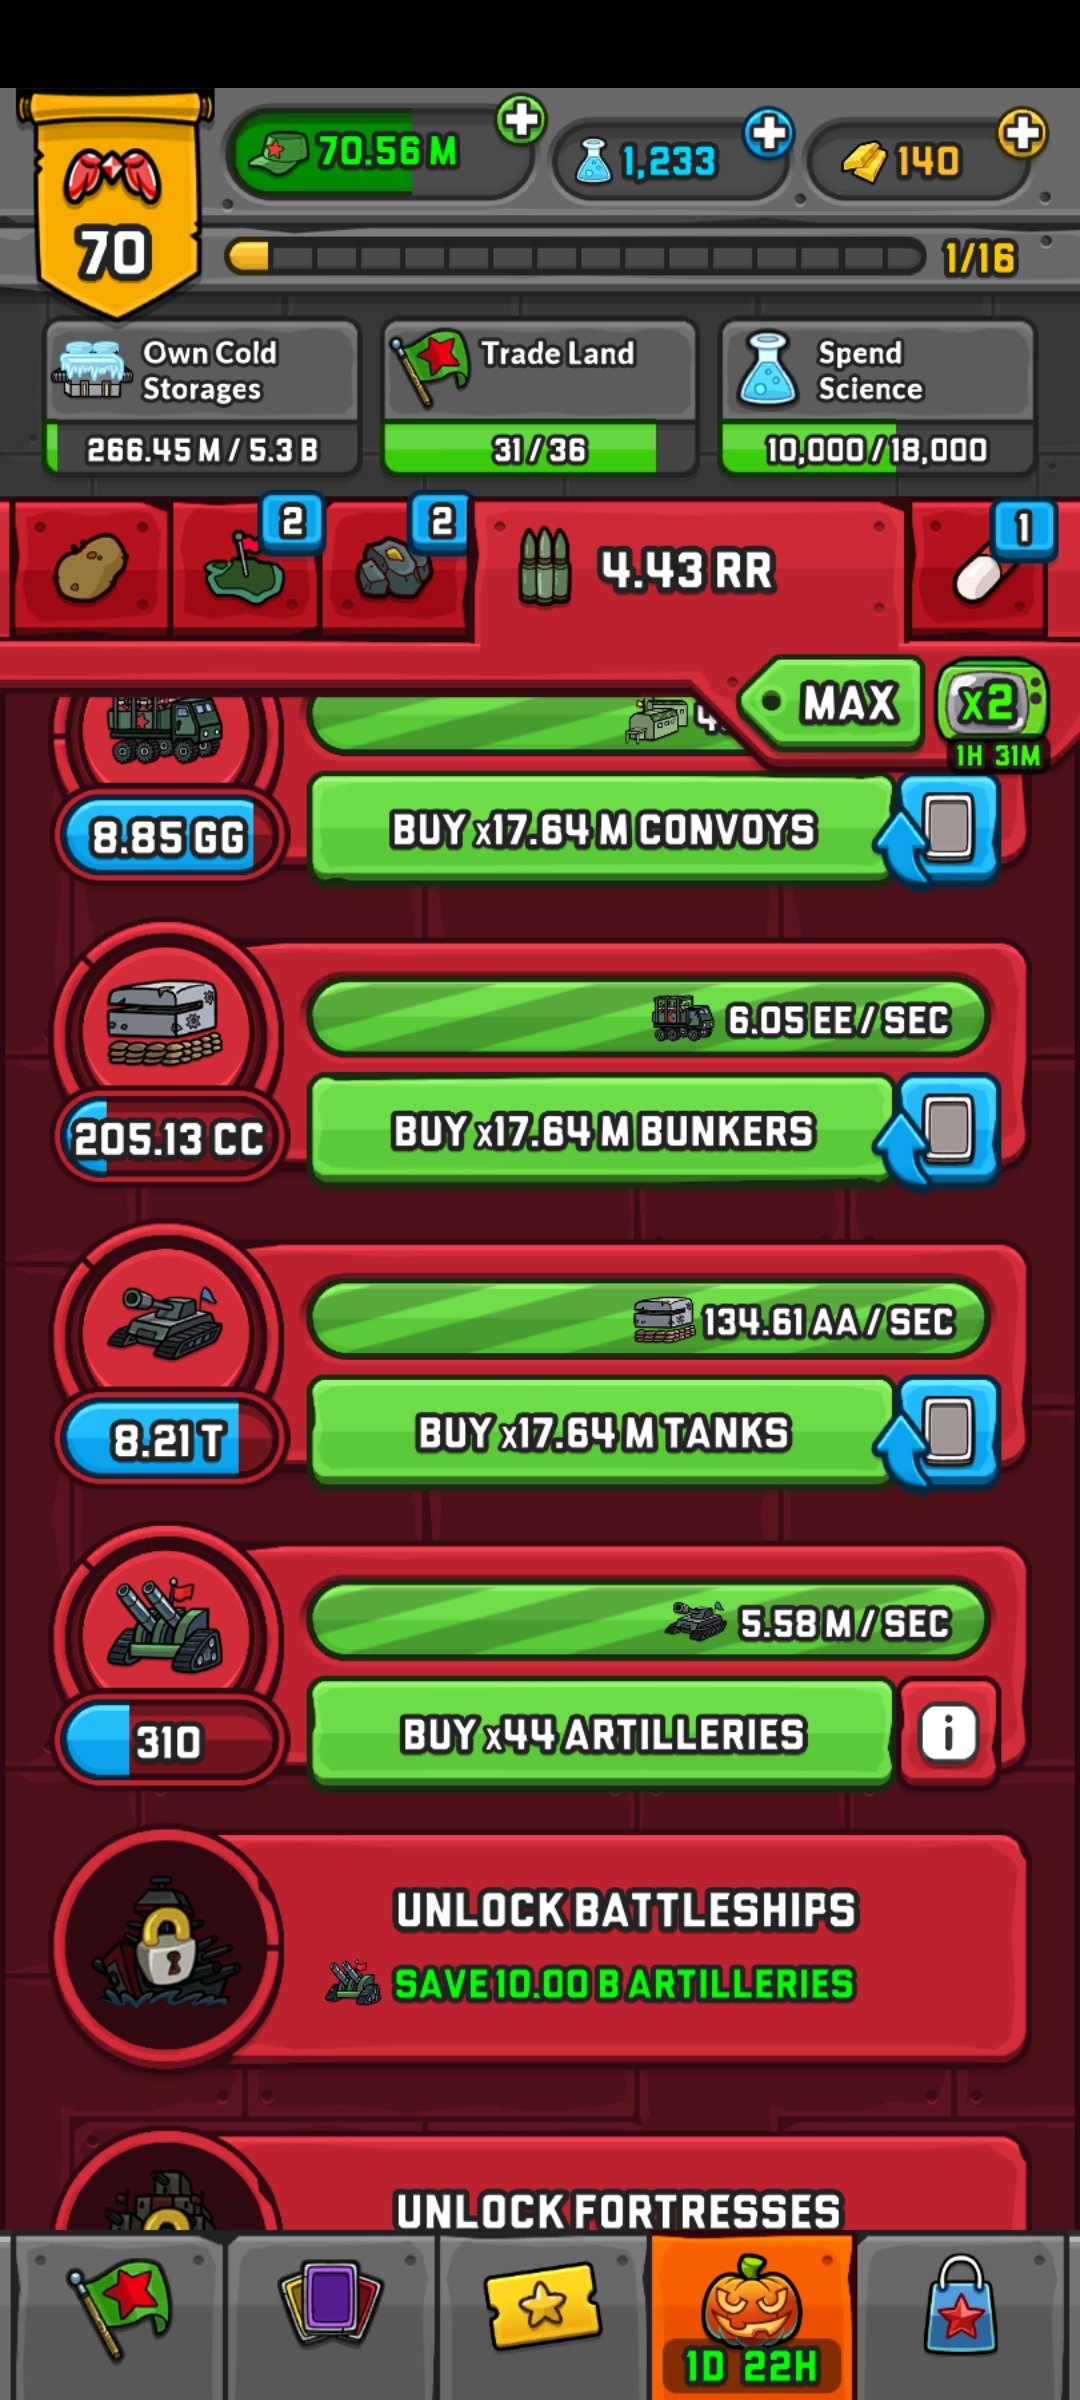 70.56 M
1,233
140
70
1/16
Own Cold
Storages
266.45 M / 5.3 B
Trade Land
31 / 36
Spend
Science
10,000 / 18,000
2
2
4.43 RR
1
MAX
x2
1H 31M
8.85 GG
BUY x17.64 M CONVOYS
6.05 EE / SEC
205.13 CC
BUY x17.64 M BUNKERS
134.61 AA / SEC
8.21 T
BUY x17.64 M TANKS
5.58 M / SEC
310
BUY x44 ARTILLERIES
i
UNLOCK BATTLESHIPS
SAVE 10.00 B ARTILLERIES
UNLOCK FORTRESSES
1D 22H